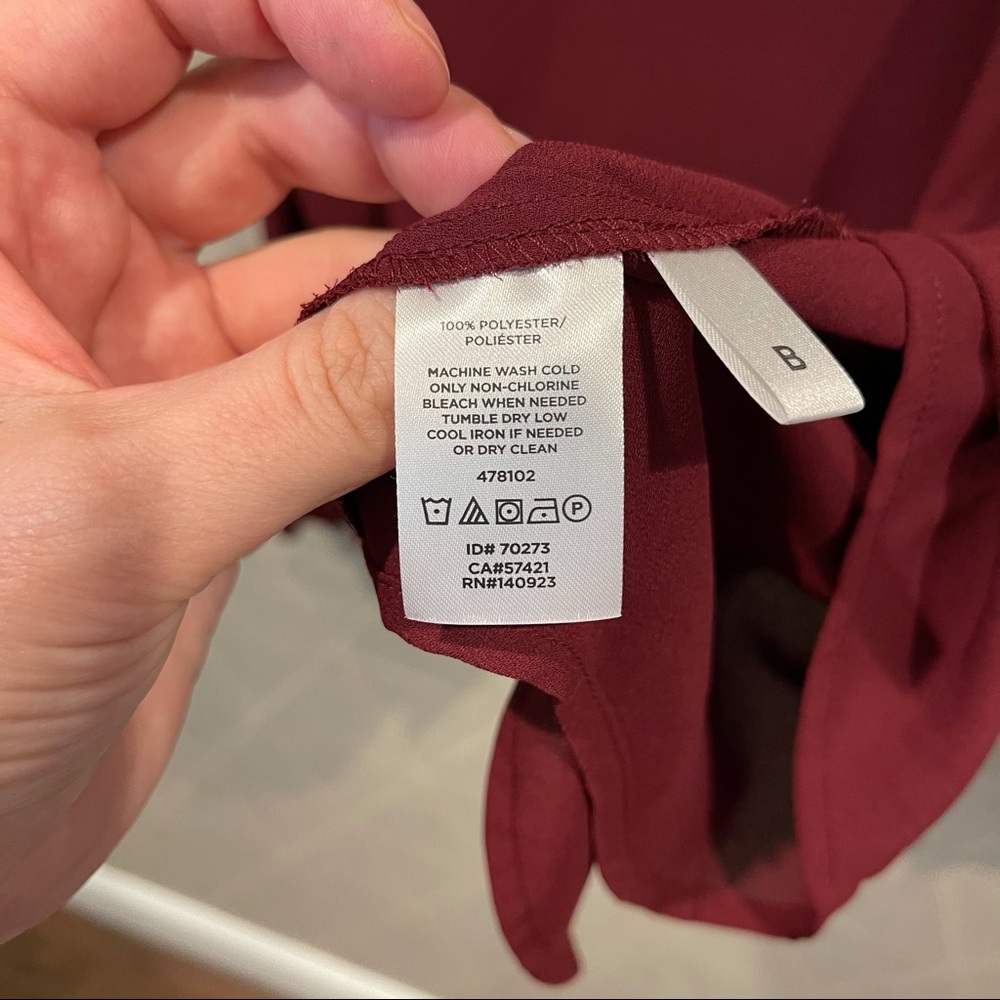 100% POLYESTER/
POLIÉSTER
MACHINE WASH COLD
ONLY NON-CHLORINE
BLEACH WHEN NEEDED
TUMBLE DRY LOW
COOL IRON IF NEEDED
OR DRY CLEAN
478102
P
ID# 70273
CA#57421
RN#140923
B